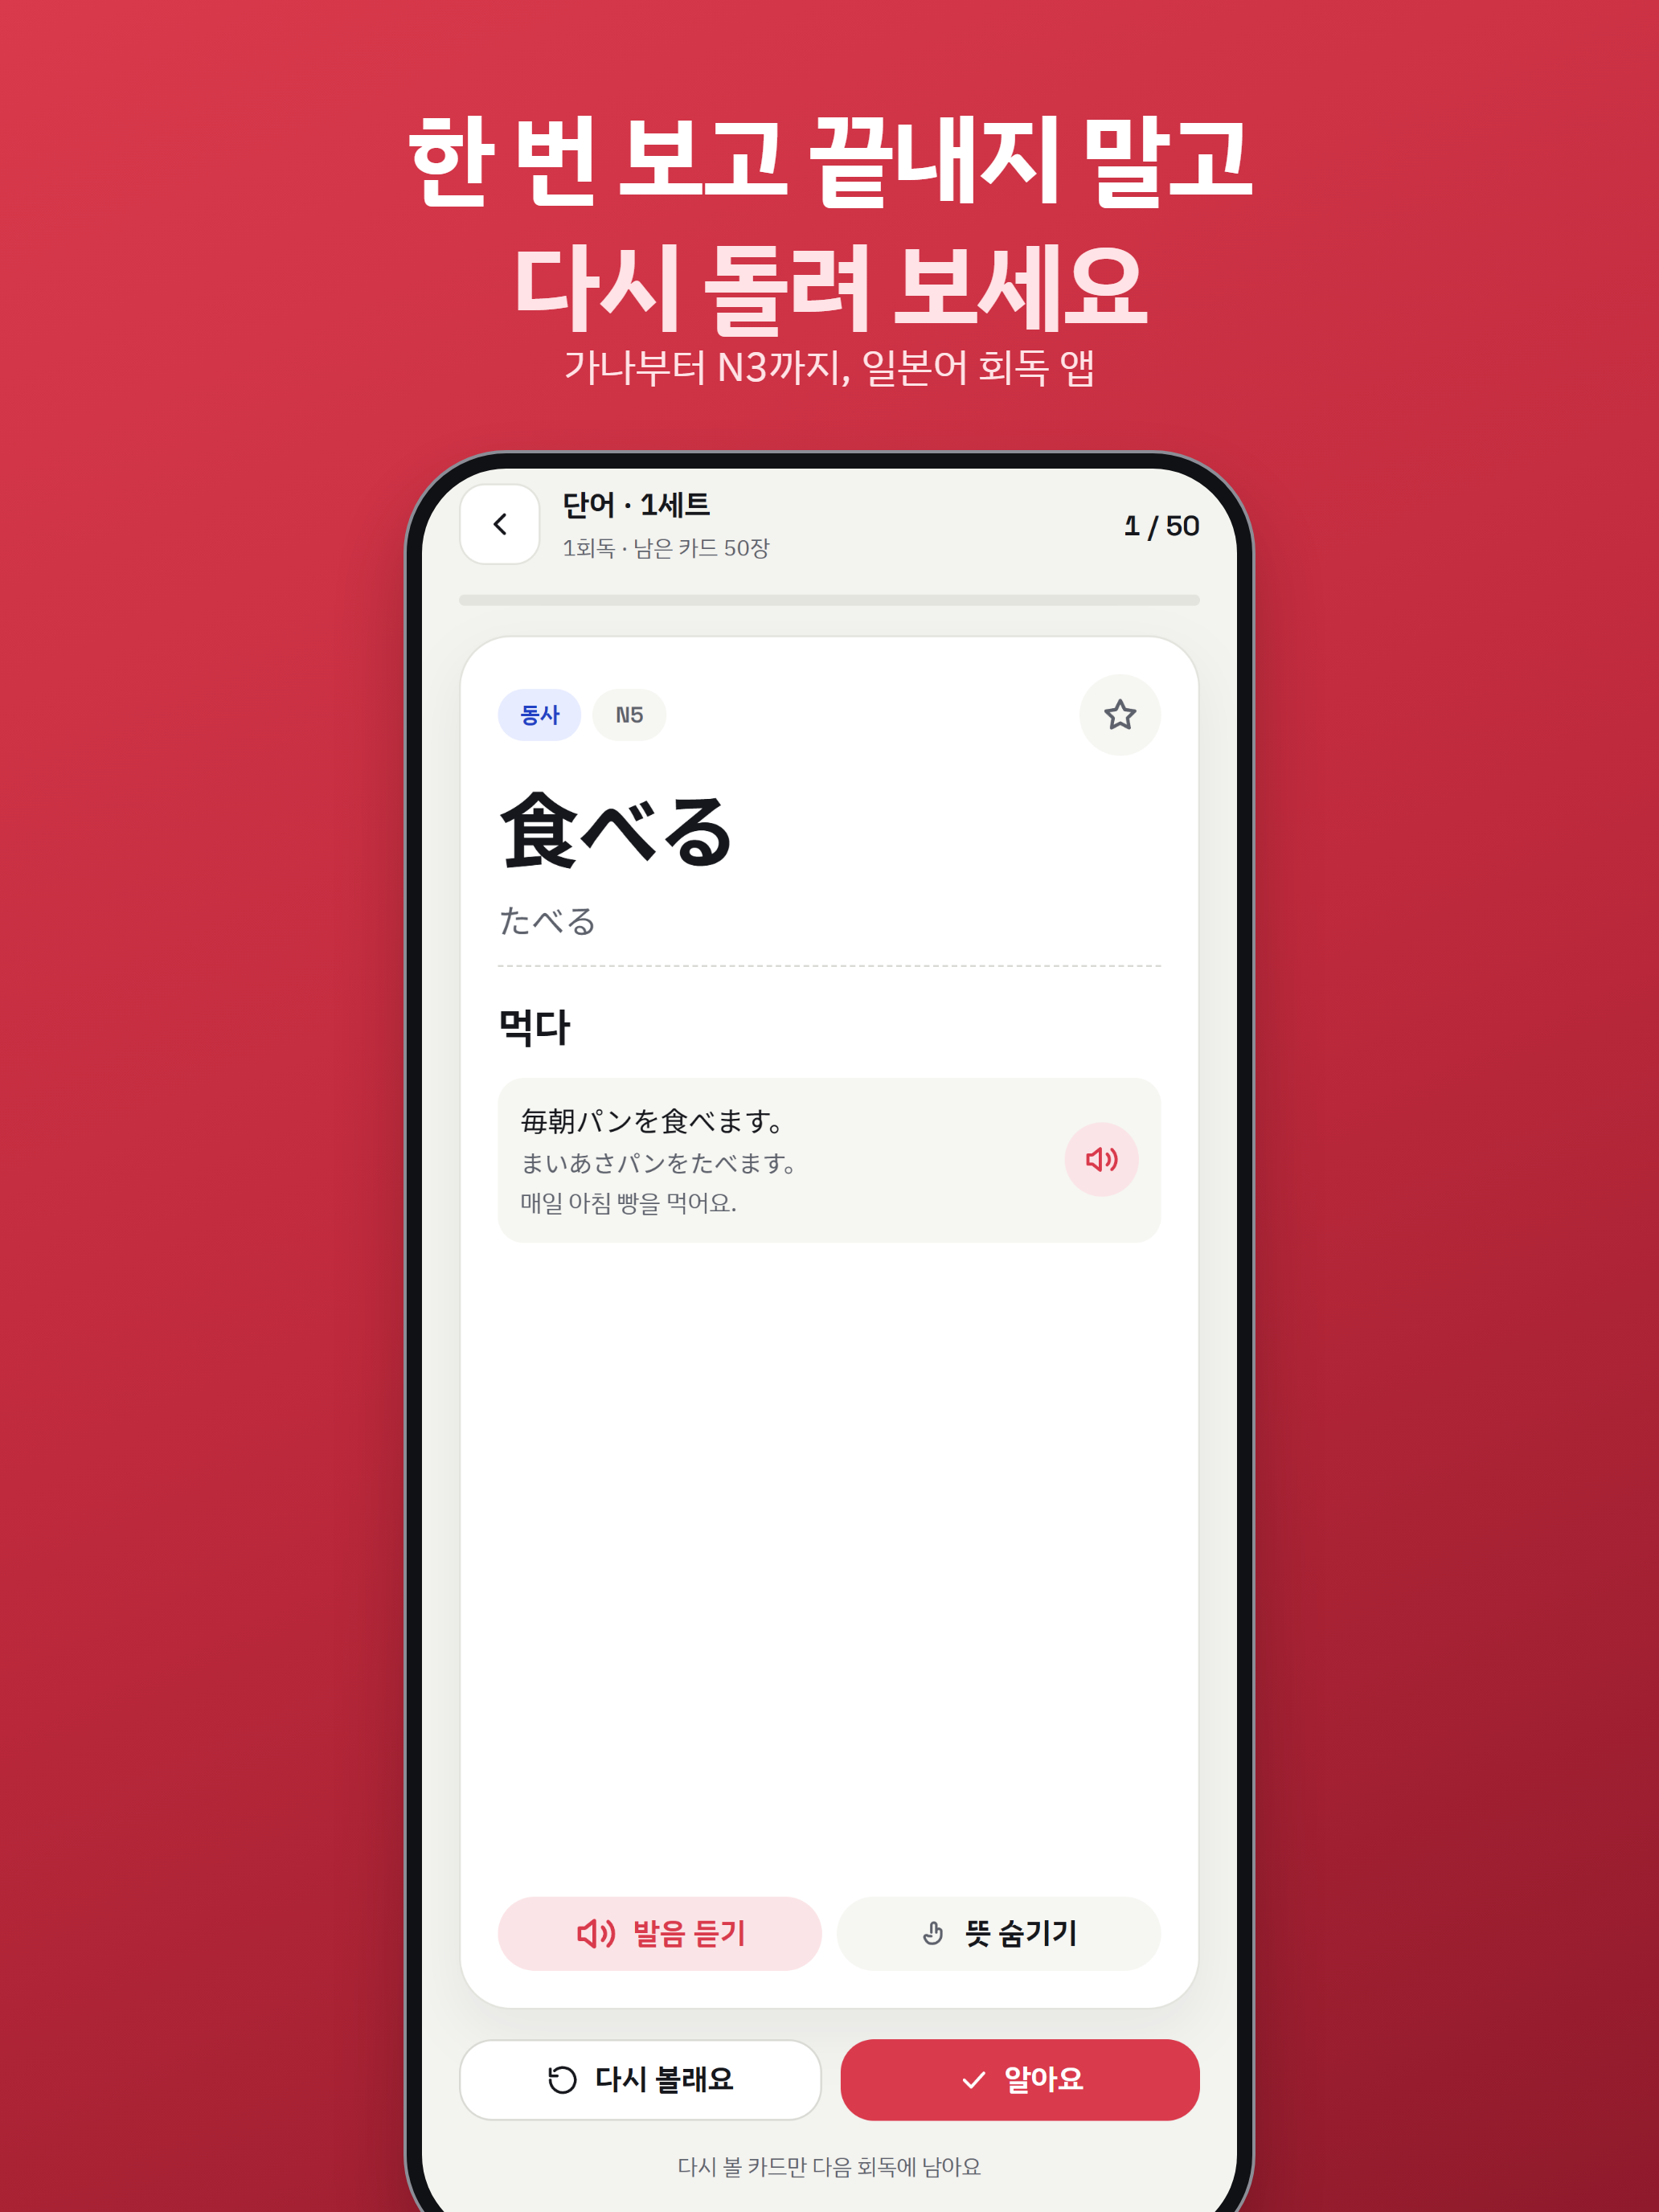 한 번 보고 끝내지 말고
다시 돌려 보세요
가나부터 N3까지, 일본어 회독 앱
단어 · 1세트
1회독 · 남은 카드 50장
1 / 50
동사
N5
食べる
たべる
먹다
毎朝パンを食べます。
まいあさパンをたべます。
매일 아침 빵을 먹어요.
발음 듣기
뜻 숨기기
다시 볼래요
알아요
다시 볼 카드만 다음 회독에 남아요